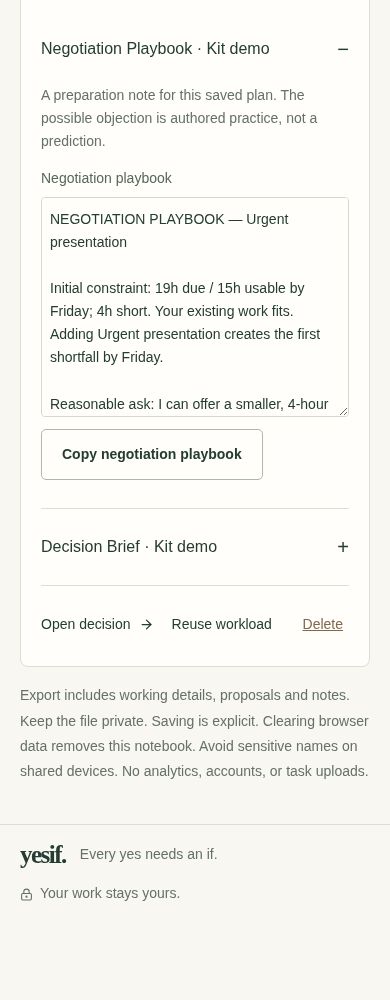 Negotiation Playbook · Kit demo −
A preparation note for this saved plan. The
possible objection is authored practice, not a
prediction.
Negotiation playbook
NEGOTIATION PLAYBOOK — Urgent
presentation
Initial constraint: 19h due / 15h usable by
Friday; 4h short. Your existing work fits.
Adding Urgent presentation creates the first
shortfall by Friday.
Reasonable ask: I can offer a smaller, 4-hour
Copy negotiation playbook
Decision Brief · Kit demo +
Open decision → Reuse workload Delete
Export includes working details, proposals and notes.
Keep the file private. Saving is explicit. Clearing browser
data removes this notebook. Avoid sensitive names on
shared devices. No analytics, accounts, or task uploads.
yesif. Every yes needs an if.
Your work stays yours.